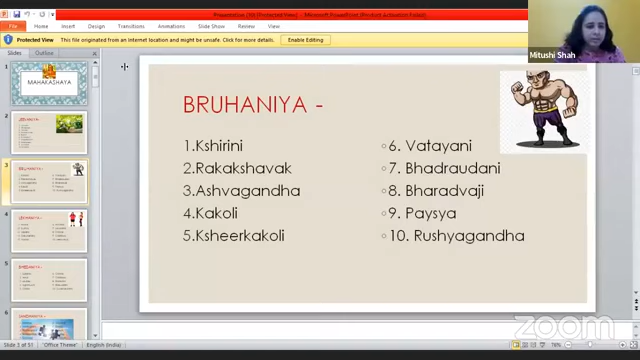 Presentation (10) [Protected View] - Microsoft PowerPoint (Product Activation Failed)
File
Home
Insert
Design
Transitions
Animations
Slide Show
Review
View
Protected View
This file originated from an Internet location and might be unsafe. Click for more details.
Enable Editing
Slides
Outline
MAHAKASHAYA
Mitushi Shah
BRUHANIYA -
1.Kshirini
2.Rakakshavak
3.Ashvagandha
4.Kakoli
5.Ksheerkakoli
6. Vatayani
7. Bhadraudani
8. Bharadvaji
9. Paysya
10. Rushyagandha
zoom
Slide 3 of 51
"Office Theme"
English (India)
76%